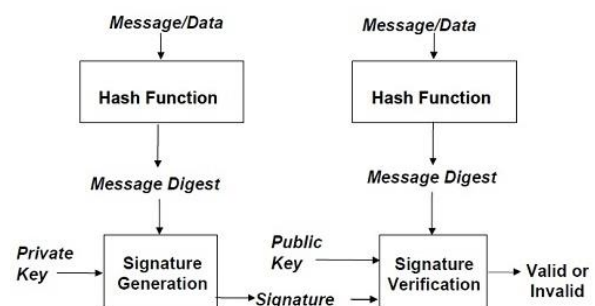 Message/Data
Hash Function
Message Digest
Private
Key
Signature
Generation
Signature
Message/Data
Hash Function
Message Digest
Public
Key
Signature
Verification
Valid or
Invalid